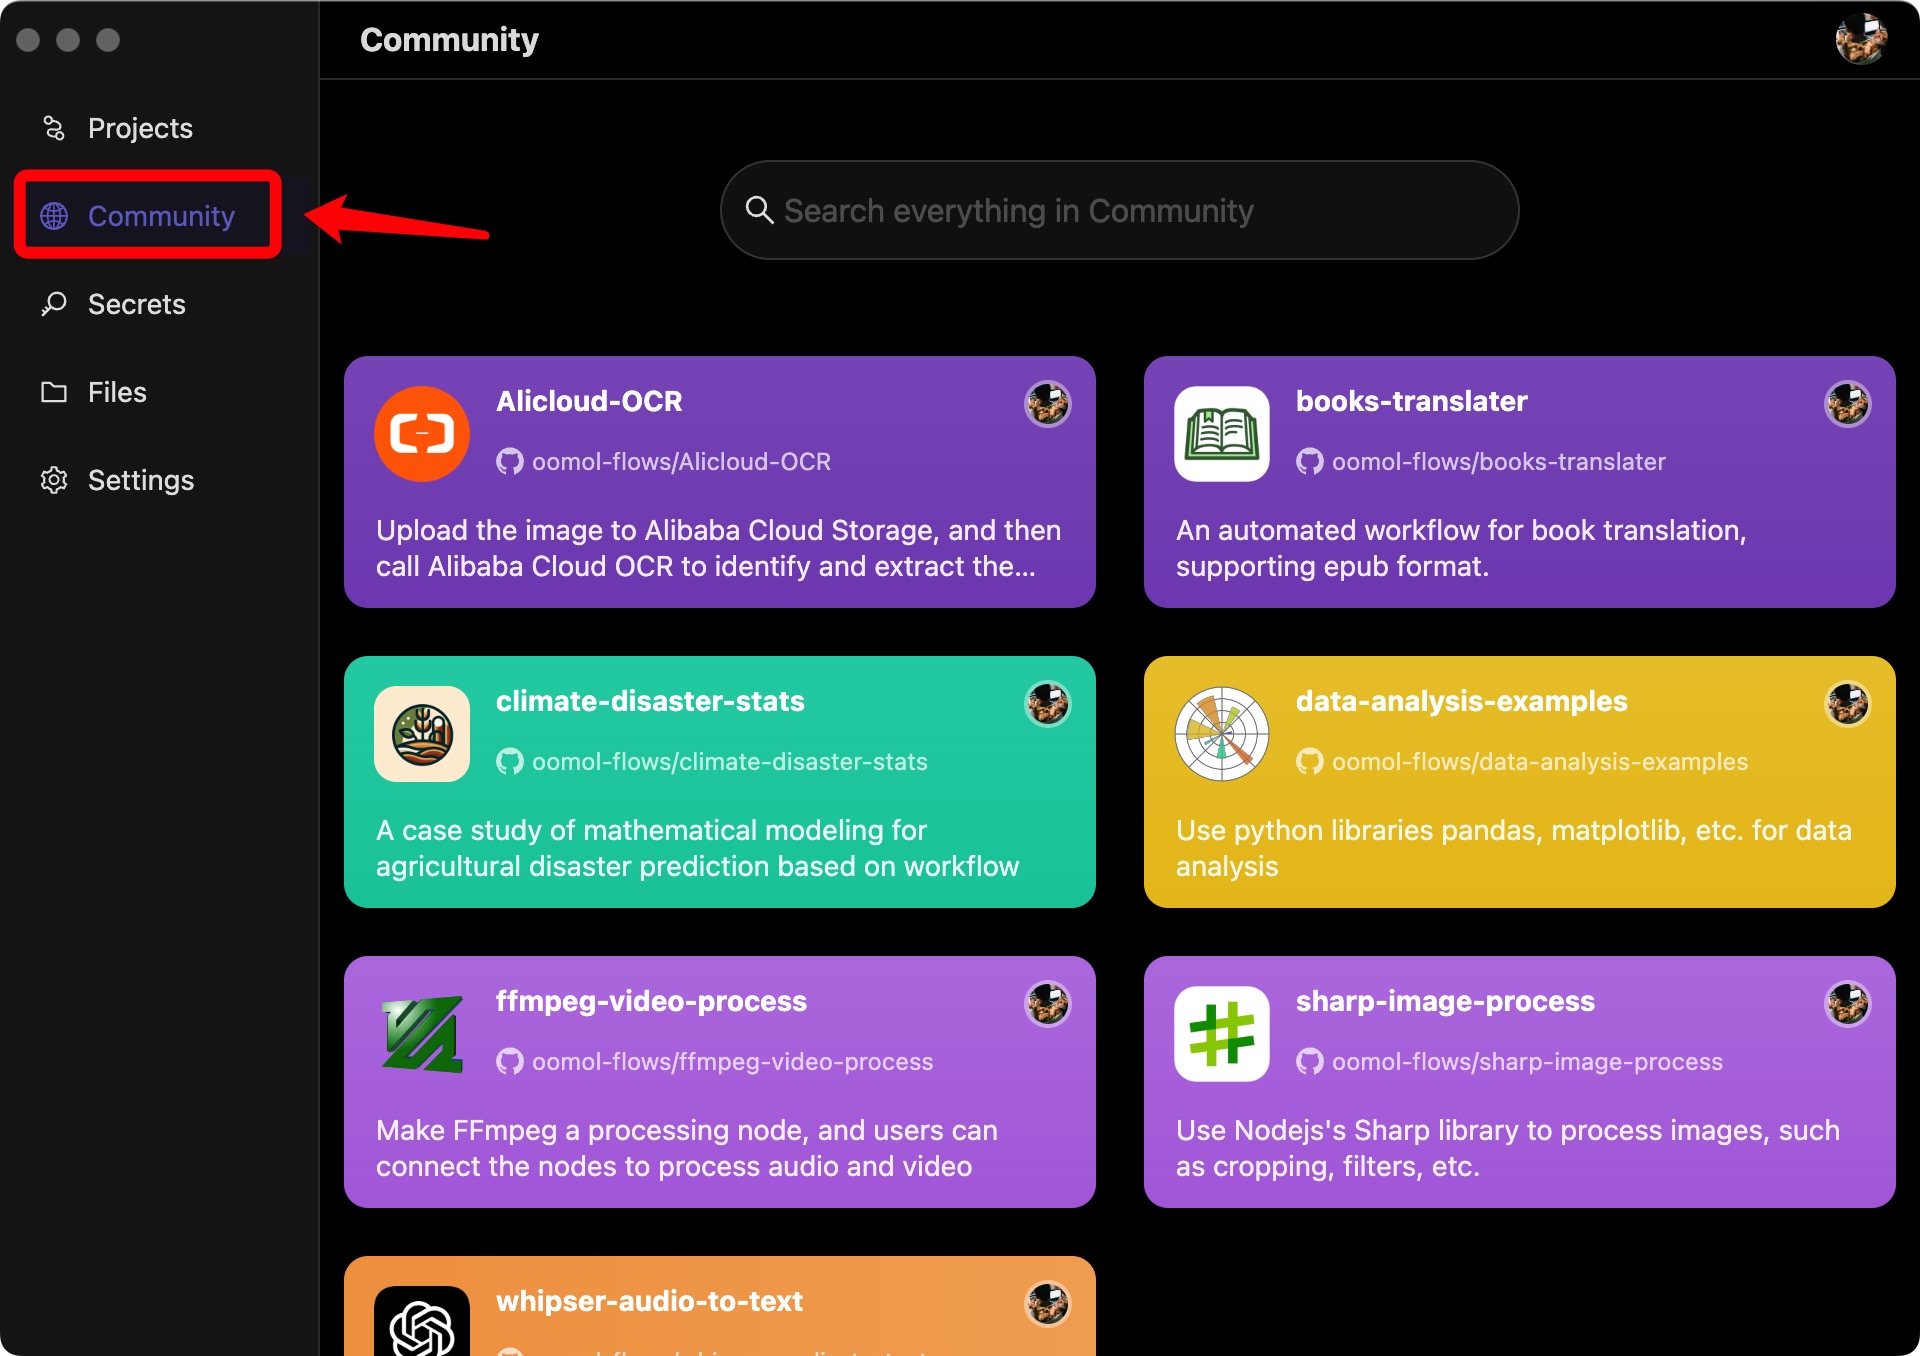 Community
Projects
Community
Secrets
Files
Settings
Search everything in Community
Alicloud-OCR
oomol-flows/Alicloud-OCR
Upload the image to Alibaba Cloud Storage, and then
call Alibaba Cloud OCR to identify and extract the...
books-translater
oomol-flows/books-translater
An automated workflow for book translation,
supporting epub format.
climate-disaster-stats
oomol-flows/climate-disaster-stats
A case study of mathematical modeling for
agricultural disaster prediction based on workflow
data-analysis-examples
oomol-flows/data-analysis-examples
Use python libraries pandas, matplotlib, etc. for data
analysis
ffmpeg-video-process
oomol-flows/ffmpeg-video-process
Make FFmpeg a processing node, and users can
connect the nodes to process audio and video
sharp-image-process
oomol-flows/sharp-image-process
Use Nodejs's Sharp library to process images, such
as cropping, filters, etc.
whipser-audio-to-text